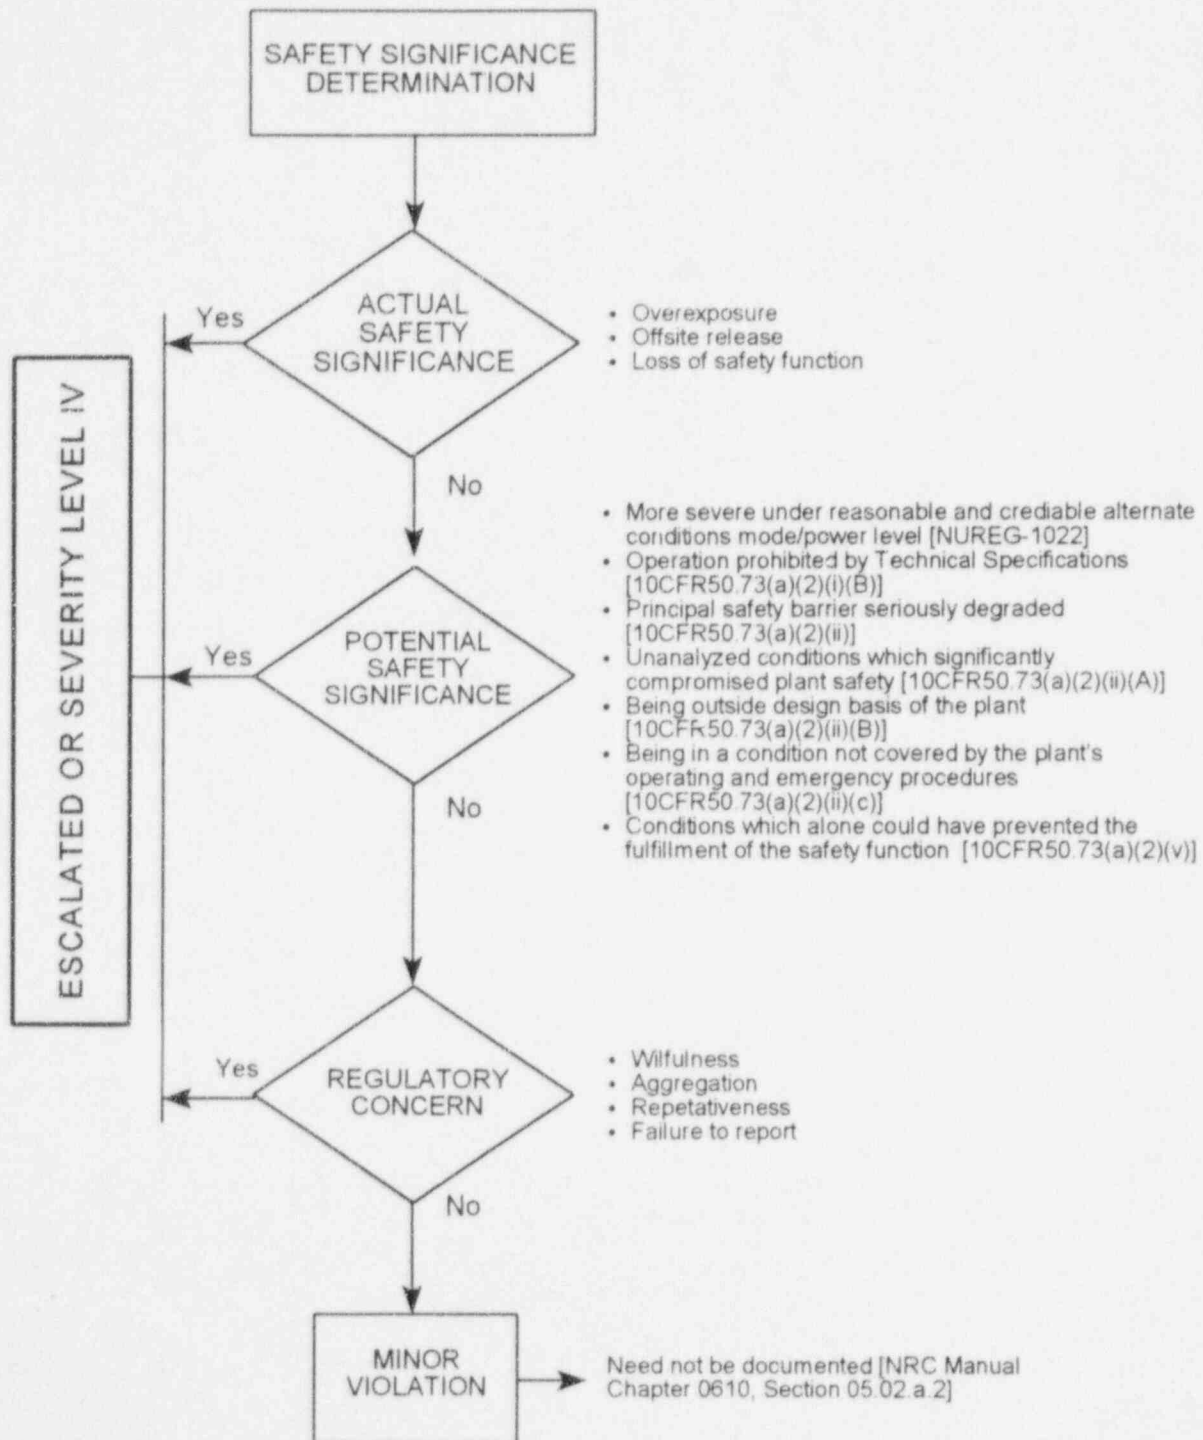 SAFETY SIGNIFICANCE
DETERMINATION
Yes
ACTUAL
SAFETY
SIGNIFICANCE
• Overexposure
• Offsite release
• Loss of safety function
No
ESCALATED OR SEVERITY LEVEL IV
Yes
POTENTIAL
SAFETY
SIGNIFICANCE
• More severe under reasonable and crediable alternate
conditions mode/power level [NUREG-1022]
• Operation prohibited by Technical Specifications
[10CFR50.73(a)(2)(i)(B)]
• Principal safety barrier seriously degraded
[10CFR50.73(a)(2)(ii)]
• Unanalyzed conditions which significantly
compromised plant safety [10CFR50.73(a)(2)(ii)(A)]
• Being outside design basis of the plant
[10CFR50.73(a)(2)(ii)(B)]
• Being in a condition not covered by the plant's
operating and emergency procedures
[10CFR50.73(a)(2)(ii)(c)]
• Conditions which alone could have prevented the
fulfillment of the safety function [10CFR50.73(a)(2)(v)]
No
Yes
REGULATORY
CONCERN
• Wilfulness
• Aggregation
• Repetativeness
• Failure to report
No
MINOR
VIOLATION
Need not be documented [NRC Manual
Chapter 0610, Section 05.02.a.2]